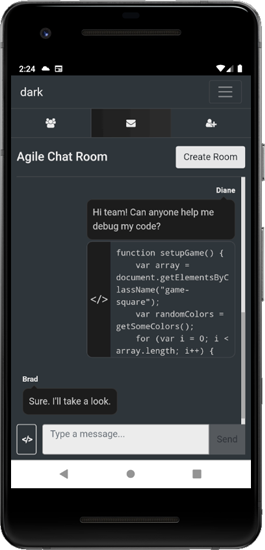 2:24
dark
Agile Chat Room
Create Room
Diane
Hi team! Can anyone help me
debug my code?
</>
function setupGame() {
var array =
document.getElementsByC
lassName("game-
square");
var randomColors =
getSomeColors();
for (var i = 0; i <
array.length; i++) {
Brad
Sure. I'll take a look.
</>
Type a message...
Send